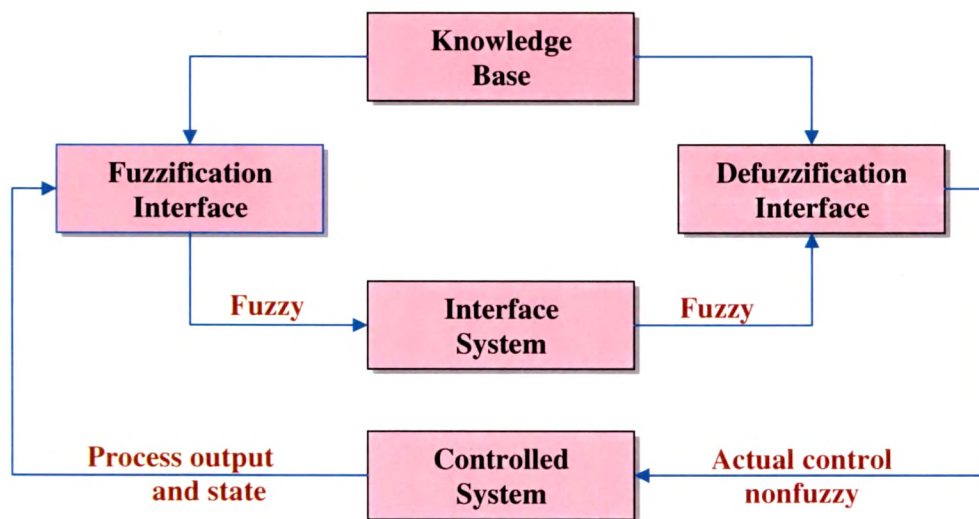 Knowledge
Base
Fuzzification
Interface
Defuzzification
Interface
Fuzzy
Interface
System
Fuzzy
Process output
and state
Controlled
System
Actual control
nonfuzzy